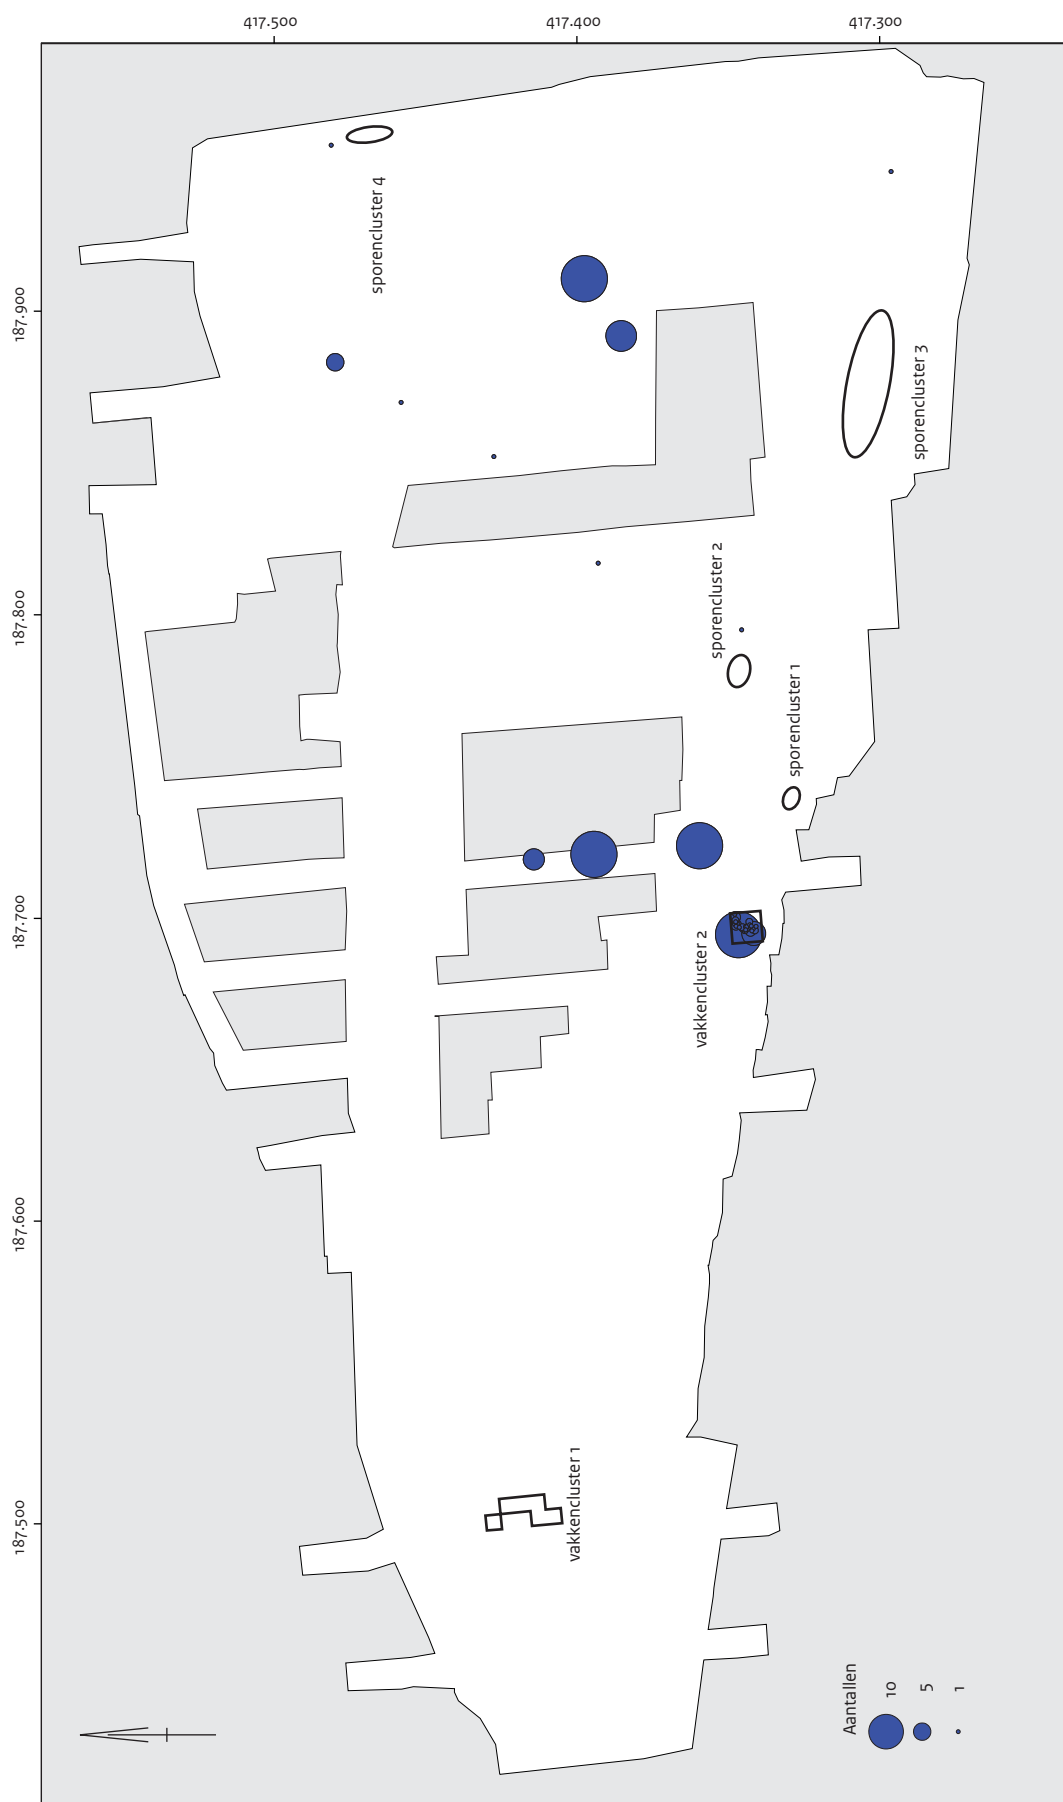 417.500
417.400
417.300
187.900
187.800
187.700
187.600
187.500
sporencluster 4
sporencluster 3
sporencluster 2
sporencluster 1
vakkencluster 2
vakkencluster 1
Aantallen
10
5
1